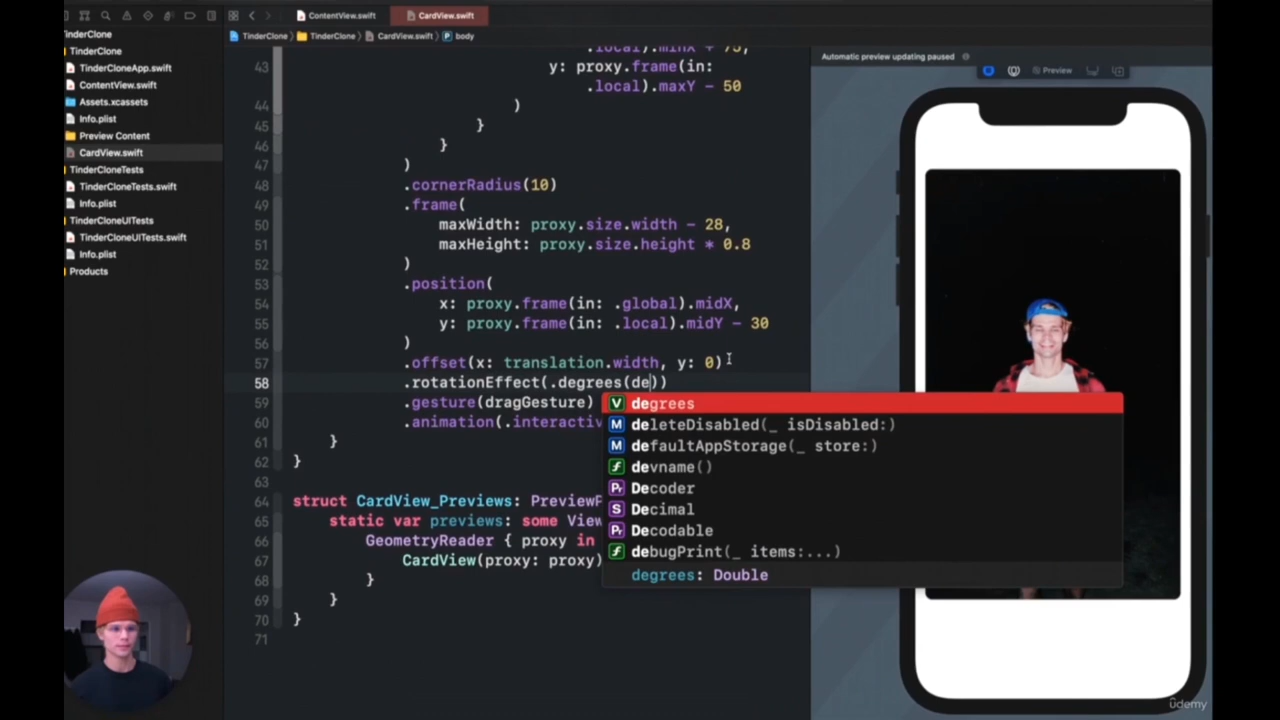 ContentView.swift
CardView.swift
TinderClone
TinderClone
CardView.swift
body
TinderClone
TinderClone
TinderCloneApp.swift
ContentView.swift
Assets.xcassets
Info.plist
Preview Content
CardView.swift
TinderCloneTests
TinderCloneTests.swift
Info.plist
TinderCloneUITests
TinderCloneUITests.swift
Info.plist
Products
.local).minX + 75,
43 y: proxy.frame(in:
.local).maxY - 50
44 )
45 }
46 }
47 )
48 .cornerRadius(10)
49 .frame(
50 maxWidth: proxy.size.width - 28,
51 maxHeight: proxy.size.height * 0.8
52 )
53 .position(
54 x: proxy.frame(in: .global).midX,
55 y: proxy.frame(in: .local).midY - 30
56 )
57 .offset(x: translation.width, y: 0)
58 .rotationEffect(.degrees(de))
59 .gesture(dragGesture)
60 .animation(.interactiv
61 }
62 }
63
64 struct CardView_Previews: PreviewP
65 static var previews: some View
66 GeometryReader { proxy in
67 CardView(proxy: proxy)
68 }
69 }
70 }
71
V degrees
M deleteDisabled(_ isDisabled:)
M defaultAppStorage(_ store:)
f devname()
Pr Decoder
S Decimal
Pr Decodable
f debugPrint(_ items:...)
degrees: Double
Automatic preview updating paused
Preview
ûdemy